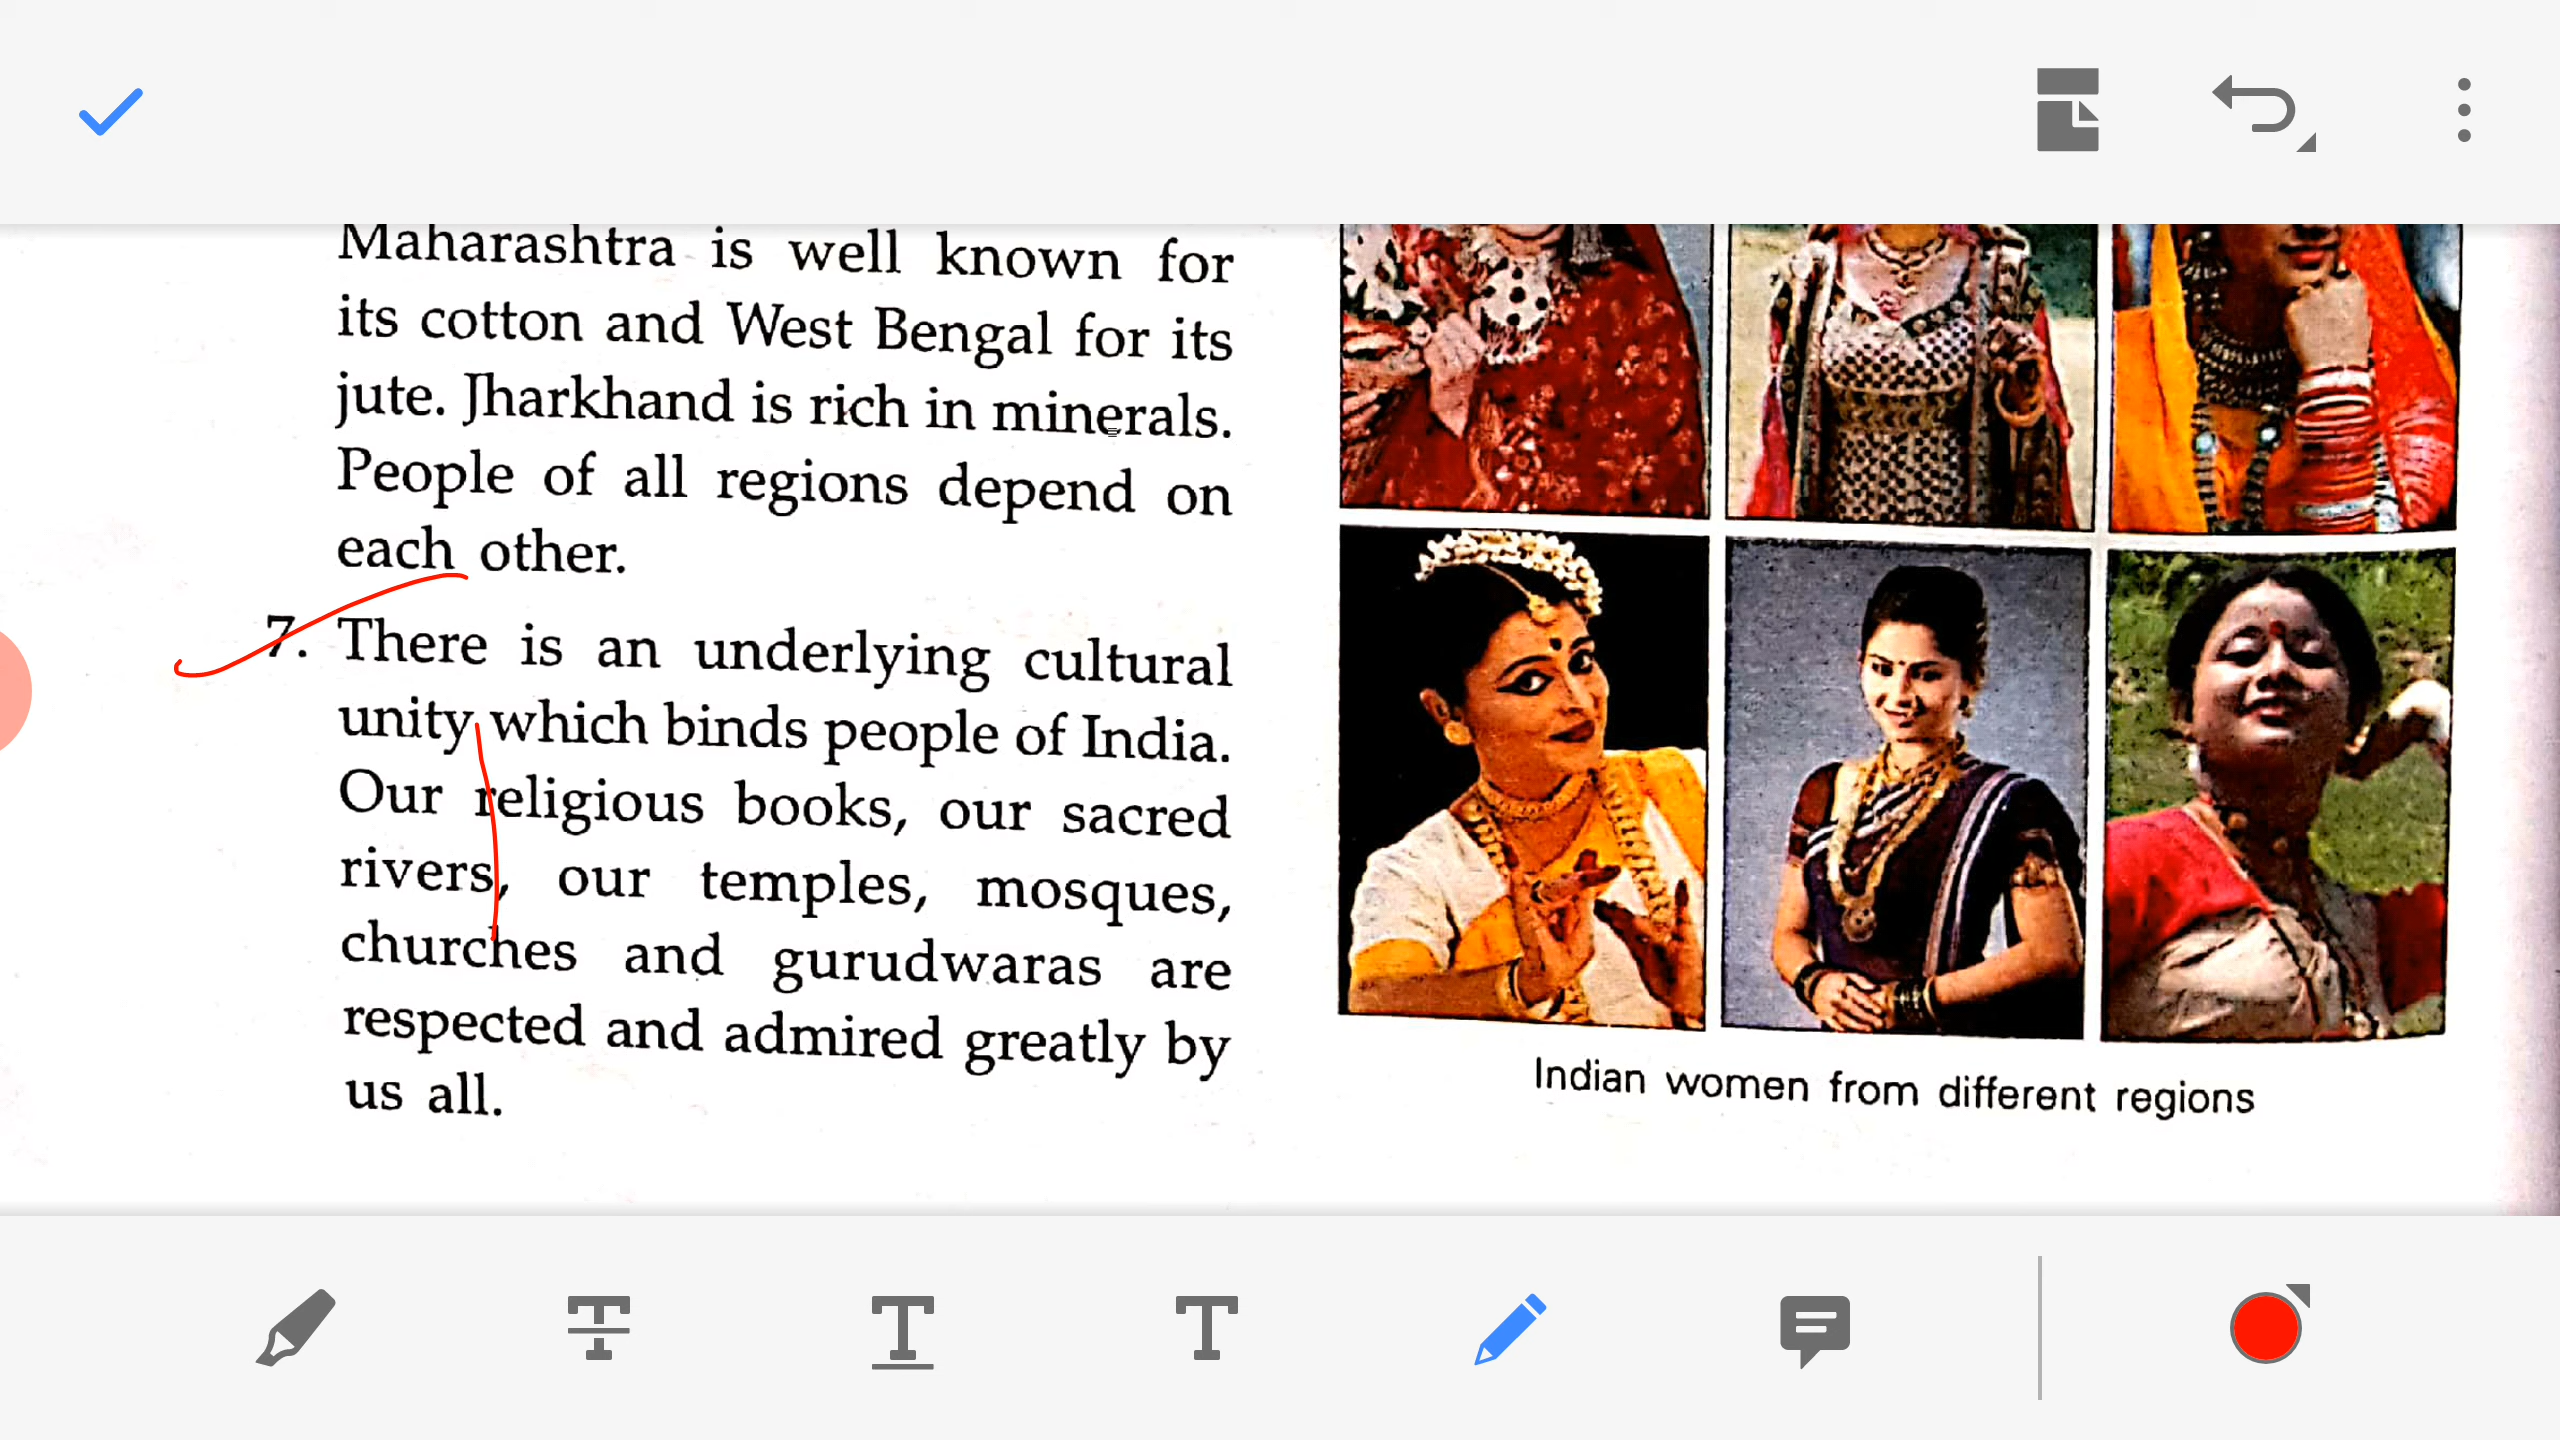 Maharashtra is well known for
its cotton and West Bengal for its
jute. Jharkhand is rich in minerals.
People of all regions depend on
each other.
7. There is an underlying cultural
unity which binds people of India.
Our religious books, our sacred
rivers, our temples, mosques,
churches and gurudwaras are
respected and admired greatly by
us all.
Indian women from different regions